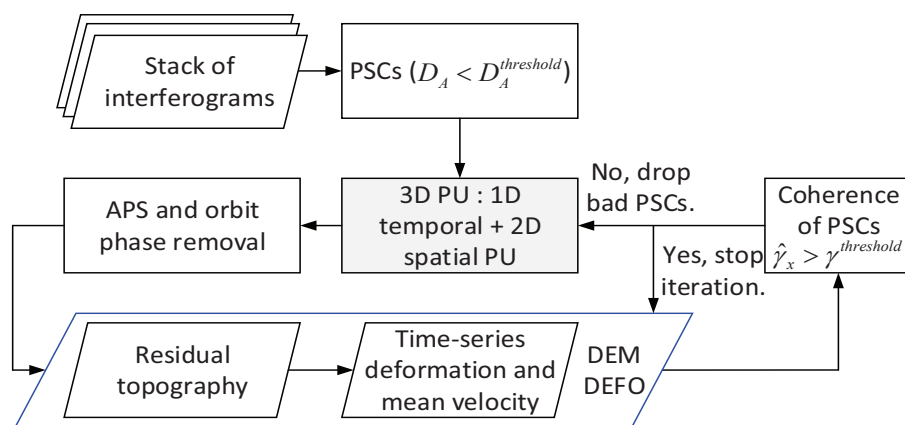 Stack of
interferograms
PSCs (D_A < D_A^{threshold})
No, drop
bad PSCs.
APS and orbit
phase removal
3D PU : 1D
temporal + 2D
spatial PU
Coherence
of PSCs
\hat{γ}_x > γ^{threshold}
Yes, stop
iteration.
Residual
topography
Time-series
deformation and
mean velocity
DEM
DEFO